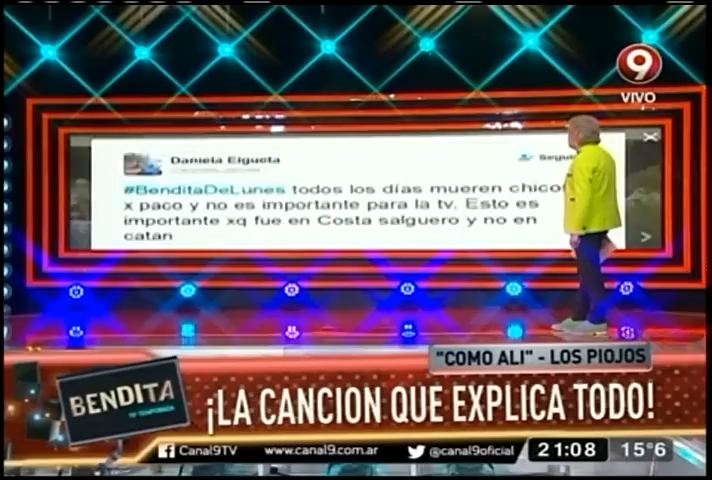 9
VIVO
Daniela Elgueta
#BenditaDeLunes todos los días mueren chico
x paco y no es importante para la tv. Esto es
importante xq fue en Costa salguero y no en
catan
"COMO ALI" - LOS PIOJOS
BENDITA
¡LA CANCION QUE EXPLICA TODO!
Canal9TV www.canal9.com.ar @canal9oficial 21:08 15°6